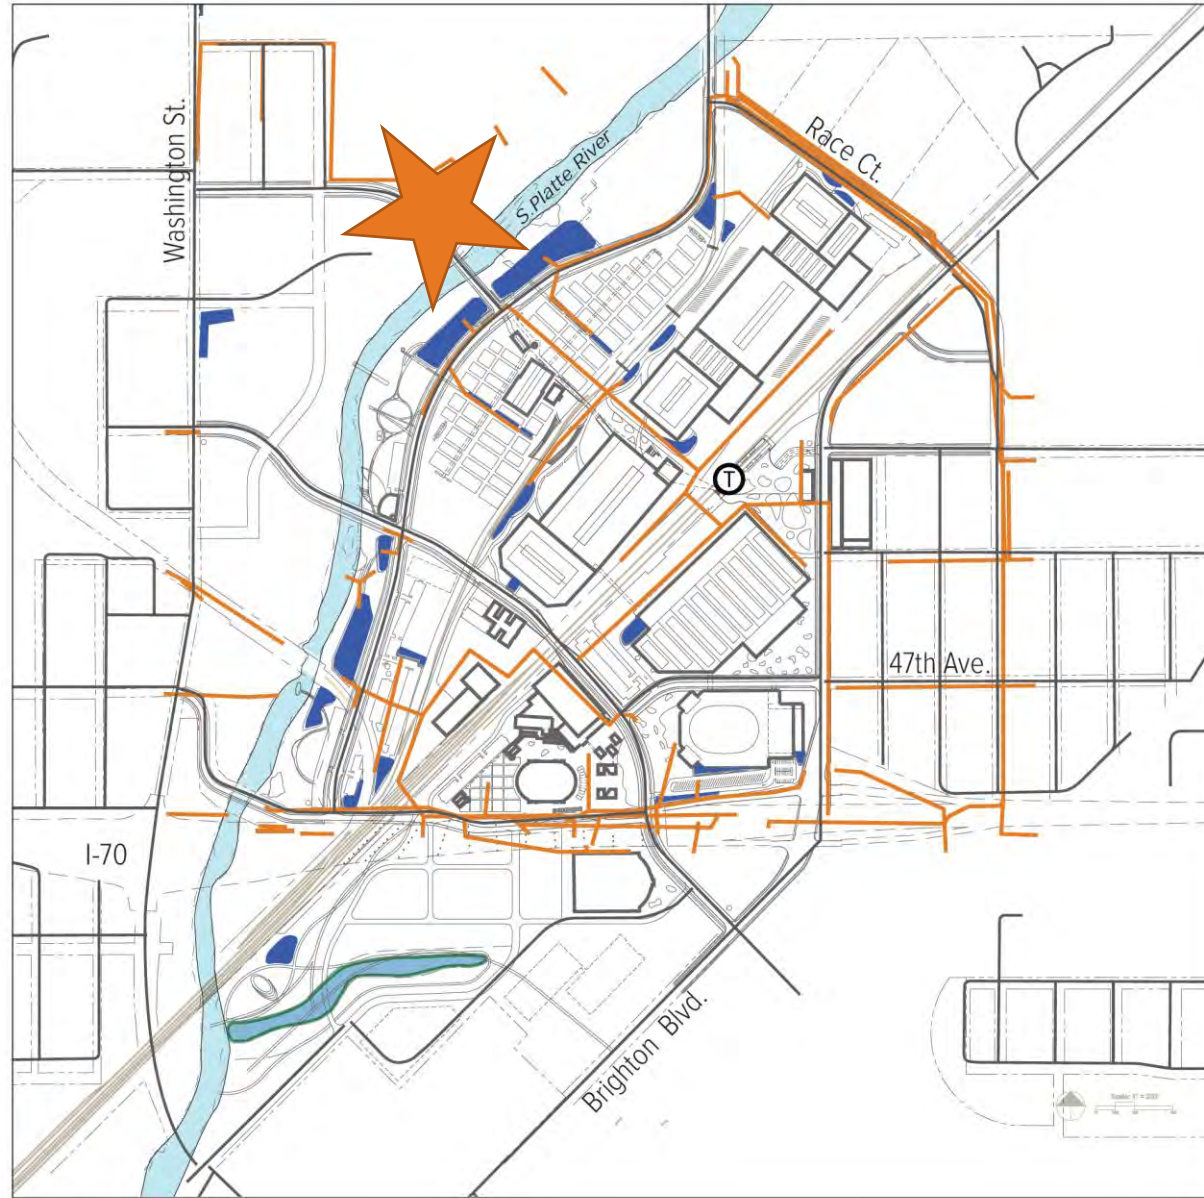 Race Ct.
Washington St.
S.Platte River
T
47th Ave.
I-70
Brighton Blvd.